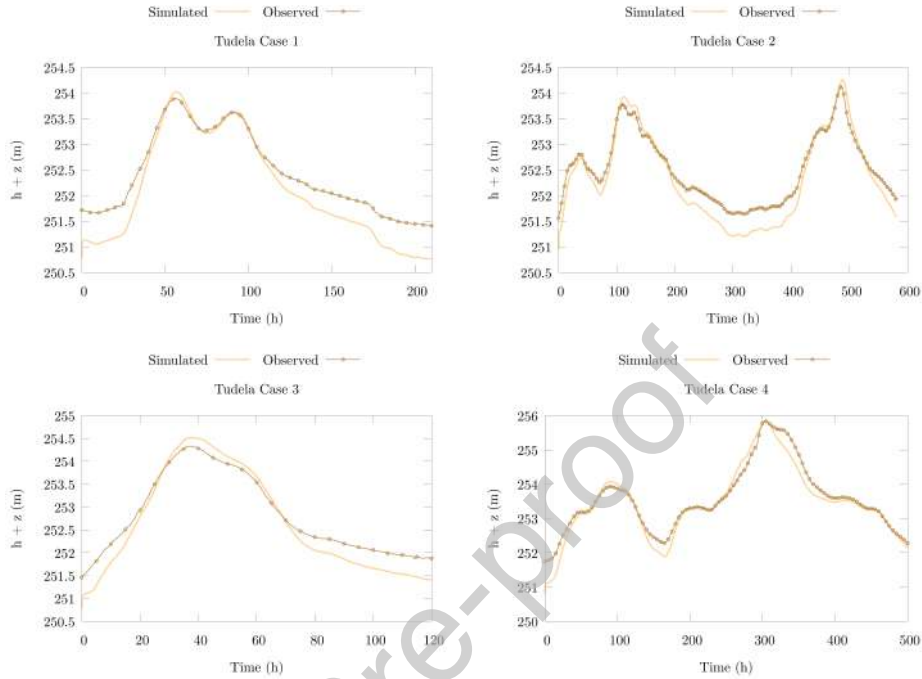 Simulated Observed
Tudela Case 1
254.5
254
253.5
253
252.5
252
251.5
251
250.5
h + z (m)
0 50 100 150 200
Time (h)
Simulated Observed
Tudela Case 2
254.5
254
253.5
253
252.5
252
251.5
251
250.5
h + z (m)
0 100 200 300 400 500 600
Time (h)
Simulated Observed
Tudela Case 3
255
254.5
254
253.5
253
252.5
252
251.5
251
250.5
h + z (m)
0 20 40 60 80 100 120
Time (h)
Simulated Observed
Tudela Case 4
256
255
254
253
252
251
250
h + z (m)
0 100 200 300 400 500
Time (h)
re-proof